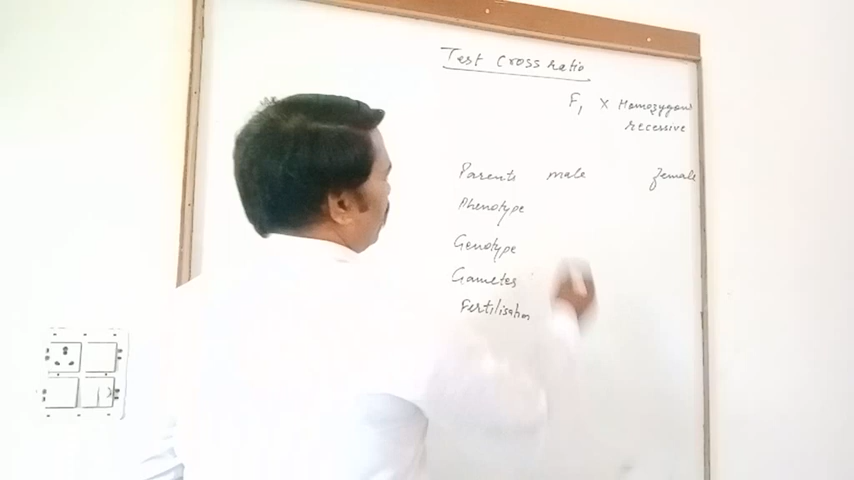 Test cross ratio
F1 X Homozygous
recessive
Parents male female
Phenotype
Genotype
Gametes
Fertilisation